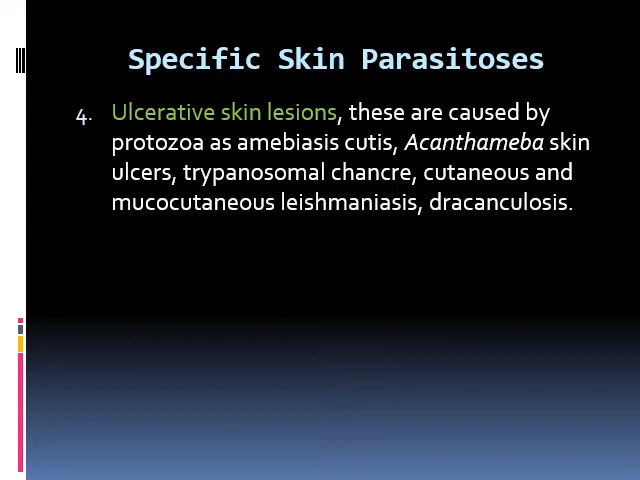 Specific Skin Parasitoses
4. Ulcerative skin lesions, these are caused by
protozoa as amebiasis cutis, Acanthameba skin
ulcers, trypanosomal chancre, cutaneous and
mucocutaneous leishmaniasis, dracanculosis.